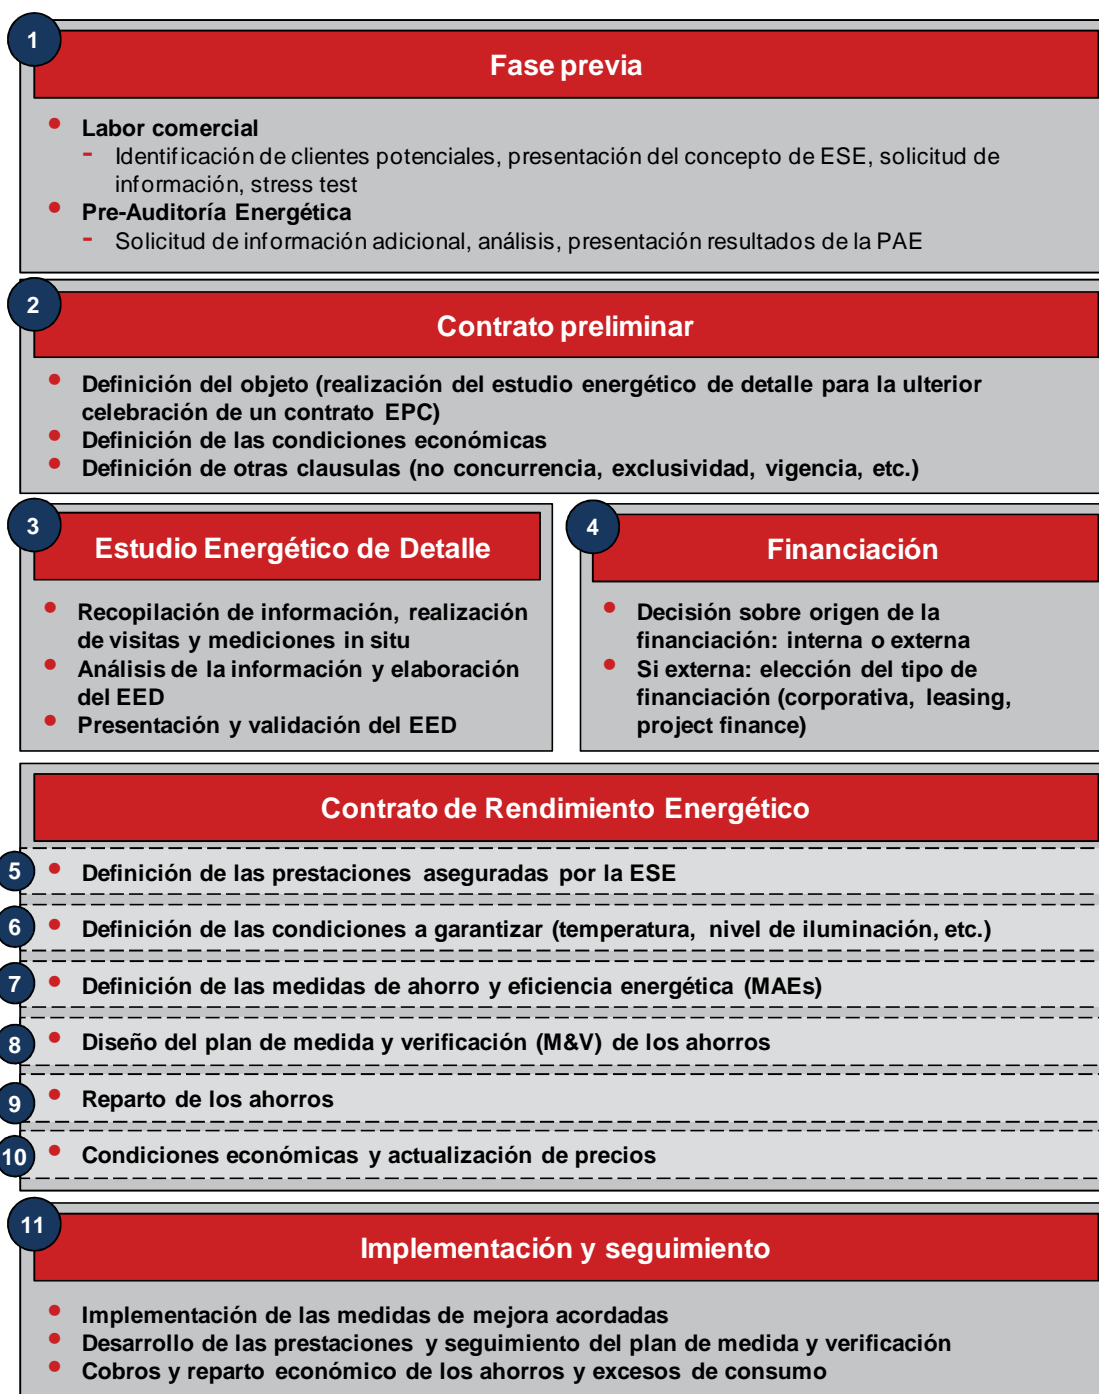 1
Fase previa
• Labor comercial
- Identificación de clientes potenciales, presentación del concepto de ESE, solicitud de
información, stress test
• Pre-Auditoría Energética
- Solicitud de información adicional, análisis, presentación resultados de la PAE
2
Contrato preliminar
• Definición del objeto (realización del estudio energético de detalle para la ulterior
celebración de un contrato EPC)
• Definición de las condiciones económicas
• Definición de otras clausulas (no concurrencia, exclusividad, vigencia, etc.)
3
Estudio Energético de Detalle
• Recopilación de información, realización
de visitas y mediciones in situ
• Análisis de la información y elaboración
del EED
• Presentación y validación del EED
4
Financiación
• Decisión sobre origen de la
financiación: interna o externa
• Si externa: elección del tipo de
financiación (corporativa, leasing,
project finance)
Contrato de Rendimiento Energético
5 • Definición de las prestaciones aseguradas por la ESE
6 • Definición de las condiciones a garantizar (temperatura, nivel de iluminación, etc.)
7 • Definición de las medidas de ahorro y eficiencia energética (MAEs)
8 • Diseño del plan de medida y verificación (M&V) de los ahorros
9 • Reparto de los ahorros
10 • Condiciones económicas y actualización de precios
11
Implementación y seguimiento
• Implementación de las medidas de mejora acordadas
• Desarrollo de las prestaciones y seguimiento del plan de medida y verificación
• Cobros y reparto económico de los ahorros y excesos de consumo